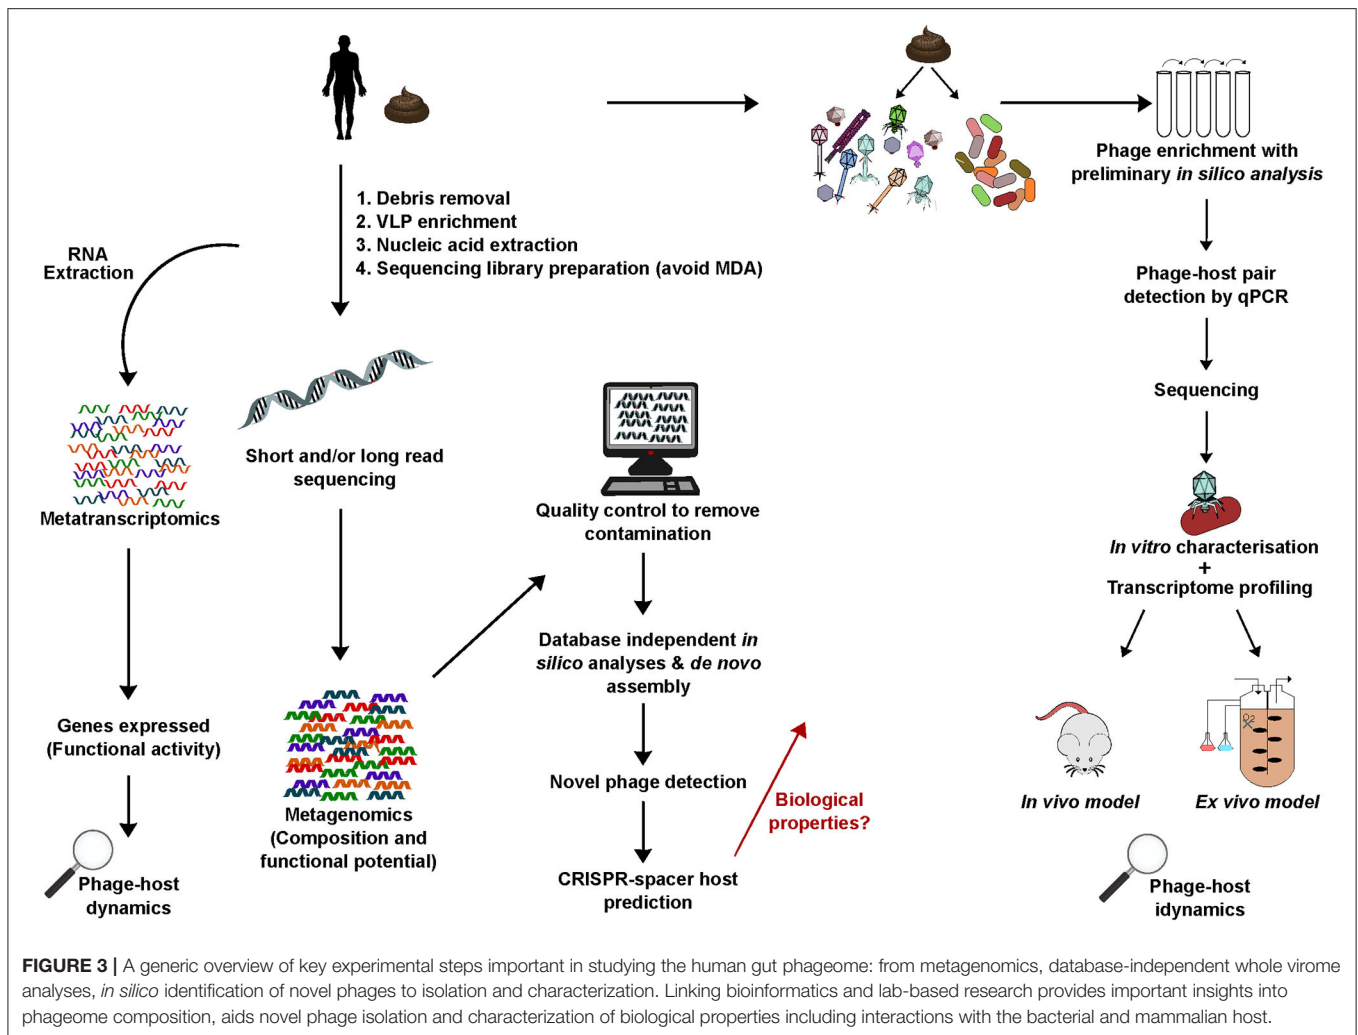 1. Debris removal
2. VLP enrichment
3. Nucleic acid extraction
4. Sequencing library preparation (avoid MDA)
RNA
Extraction
Metatranscriptomics
Genes expressed
(Functional activity)
Phage-host
dynamics
Short and/or long read
sequencing
Metagenomics
(Composition and
functional potential)
Quality control to remove
contamination
Database independent in
silico analyses & de novo
assembly
Novel phage detection
CRISPR-spacer host
prediction
Biological
properties?
Phage enrichment with
preliminary in silico analysis
Phage-host pair
detection by qPCR
Sequencing
In vitro characterisation
+
Transcriptome profiling
In vivo model
O2
Ex vivo model
Phage-host
idynamics
FIGURE 3 | A generic overview of key experimental steps important in studying the human gut phageome: from metagenomics, database-independent whole virome
analyses, in silico identification of novel phages to isolation and characterization. Linking bioinformatics and lab-based research provides important insights into
phageome composition, aids novel phage isolation and characterization of biological properties including interactions with the bacterial and mammalian host.